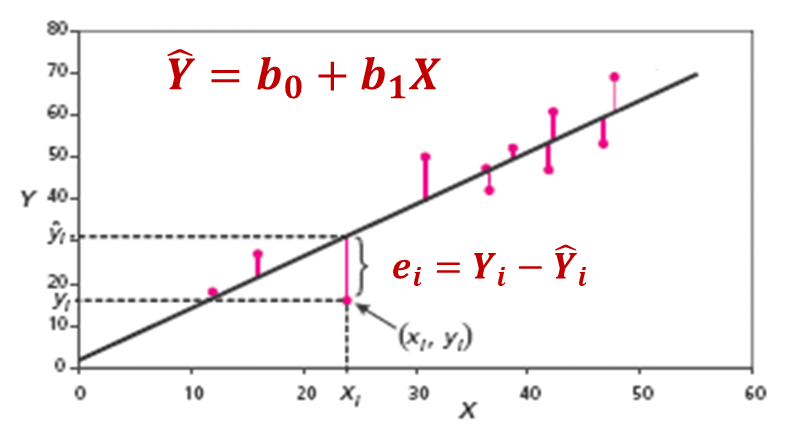 80
Ŷ = b₀ + b₁X
70
60
50
Y 40
ŷᵢ
eᵢ = Yᵢ − Ŷᵢ
20
yᵢ
10
(xᵢ, yᵢ)
0
0 10 20 Xᵢ 30 40 50 60
X